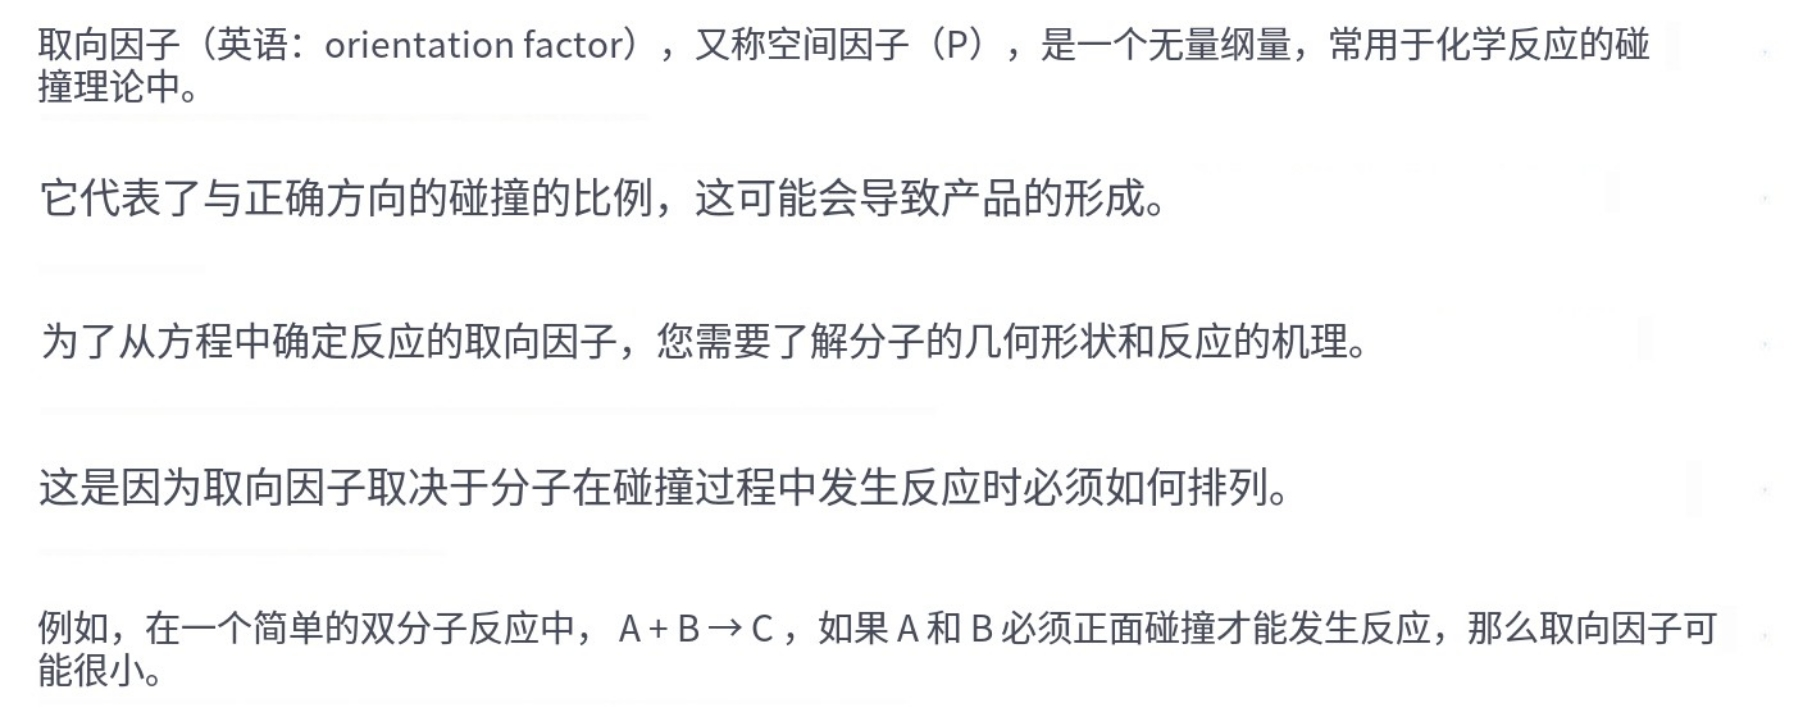 取向因子（英语：orientation factor），又称空间因子（P），是一个无量纲量，常用于化学反应的碰
撞理论中。
它代表了与正确方向的碰撞的比例，这可能会导致产品的形成。
为了从方程中确定反应的取向因子，您需要了解分子的几何形状和反应的机理。
这是因为取向因子取决于分子在碰撞过程中发生反应时必须如何排列。
例如，在一个简单的双分子反应中， A + B → C ，如果 A 和 B 必须正面碰撞才能发生反应，那么取向因子可
能很小。